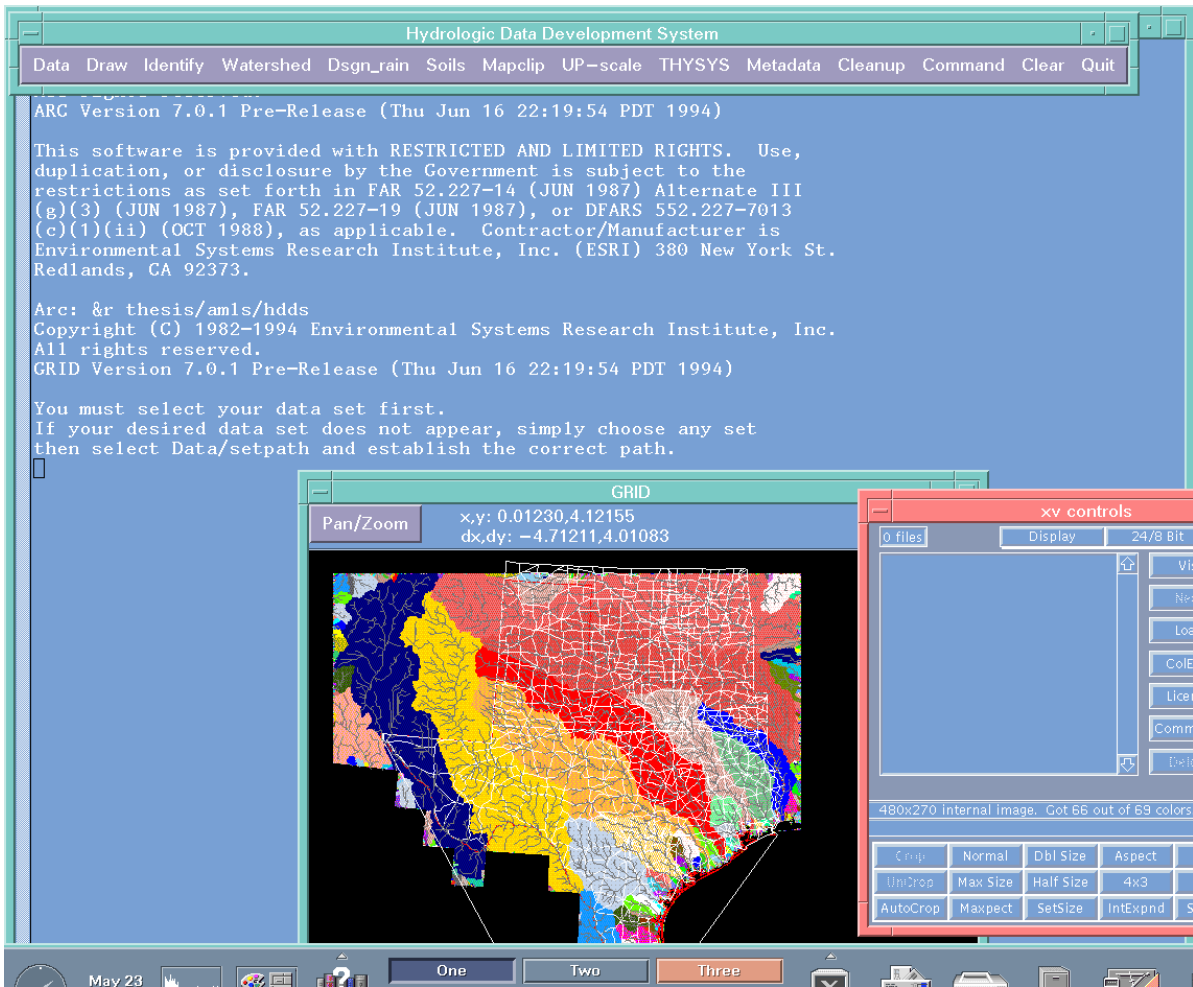 Hydrologic Data Development System
Data Draw Identify Watershed Dsgn_rain Soils Mapclip UP-scale THYSYS Metadata Cleanup Command Clear Quit
ARC Version 7.0.1 Pre-Release (Thu Jun 16 22:19:54 PDT 1994)
This software is provided with RESTRICTED AND LIMITED RIGHTS. Use,
duplication, or disclosure by the Government is subject to the
restrictions as set forth in FAR 52.227-14 (JUN 1987) Alternate III
(g)(3) (JUN 1987), FAR 52.227-19 (JUN 1987), or DFARS 552.227-7013
(c)(1)(ii) (OCT 1988), as applicable. Contractor/Manufacturer is
Environmental Systems Research Institute, Inc. (ESRI) 380 New York St.
Redlands, CA 92373.
Arc: &r thesis/amls/hdds
Copyright (C) 1982-1994 Environmental Systems Research Institute, Inc.
All rights reserved.
GRID Version 7.0.1 Pre-Release (Thu Jun 16 22:19:54 PDT 1994)
You must select your data set first.
If your desired data set does not appear, simply choose any set
then select Data/setpath and establish the correct path.
GRID
Pan/Zoom
x,y: 0.01230,4.12155
dx,dy: -4.71211,4.01083
xv controls
0 files Display 24/8 Bit
Vis
Ne
Loa
ColE
Licen
Comm
Dele
480x270 internal image. Got 66 out of 69 colors
Crop Normal Dbl Size Aspect
UnCrop Max Size Half Size 4x3
AutoCrop Maxpect SetSize IntExpnd S
May 23
One Two Three